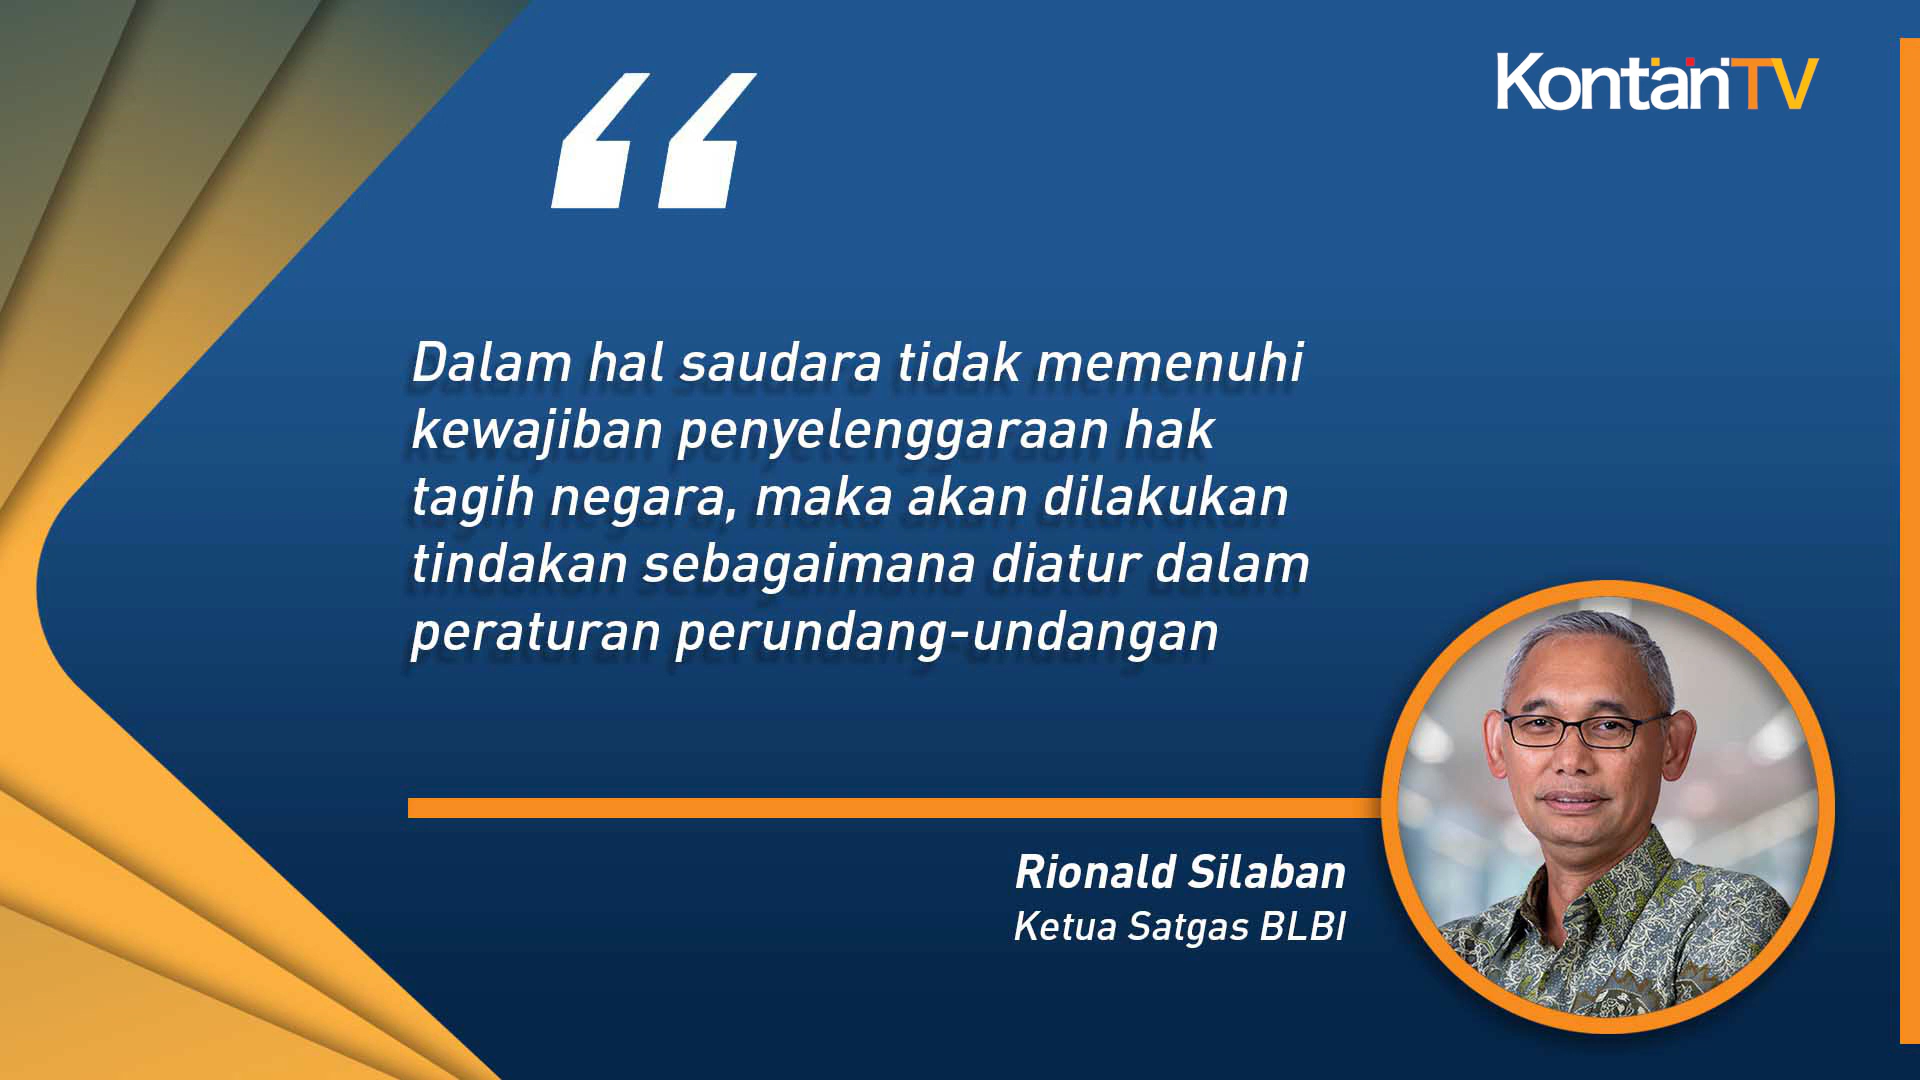 KontanTV
“
Dalam hal saudara tidak memenuhi
kewajiban penyelenggaraan hak
tagih negara, maka akan dilakukan
tindakan sebagaimana diatur dalam
peraturan perundang-undangan
Rionald Silaban
Ketua Satgas BLBI